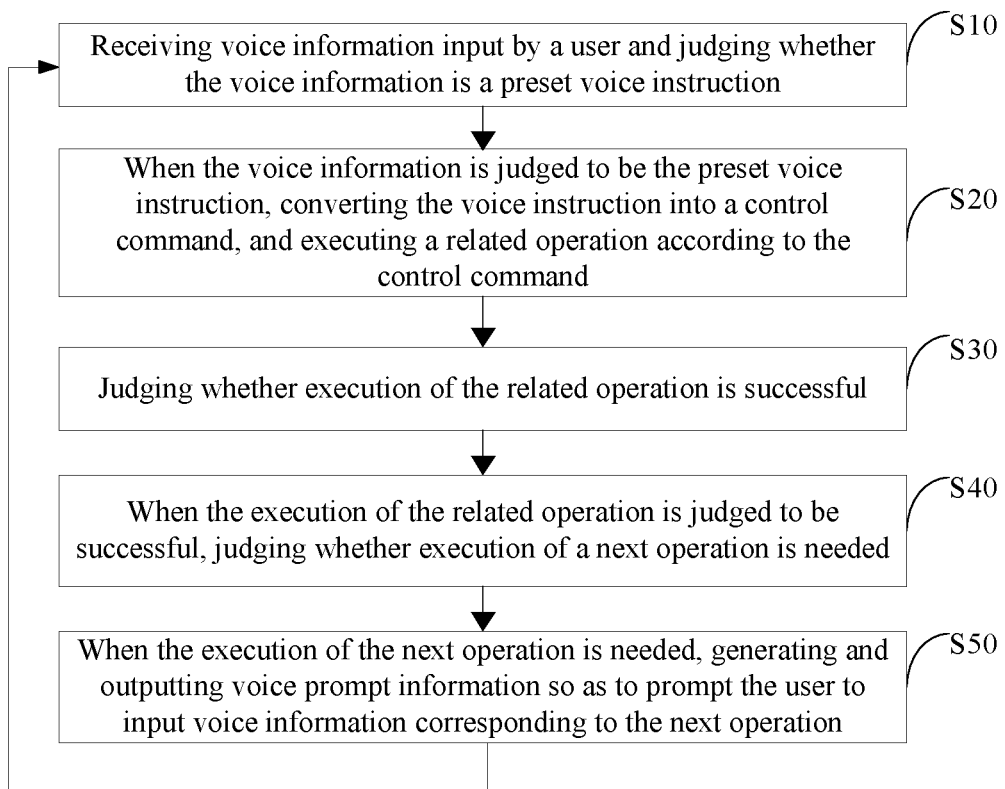 S10
Receiving voice information input by a user and judging whether
the voice information is a preset voice instruction
S20
When the voice information is judged to be the preset voice
instruction, converting the voice instruction into a control
command, and executing a related operation according to the
control command
S30
Judging whether execution of the related operation is successful
S40
When the execution of the related operation is judged to be
successful, judging whether execution of a next operation is needed
S50
When the execution of the next operation is needed, generating and
outputting voice prompt information so as to prompt the user to
input voice information corresponding to the next operation